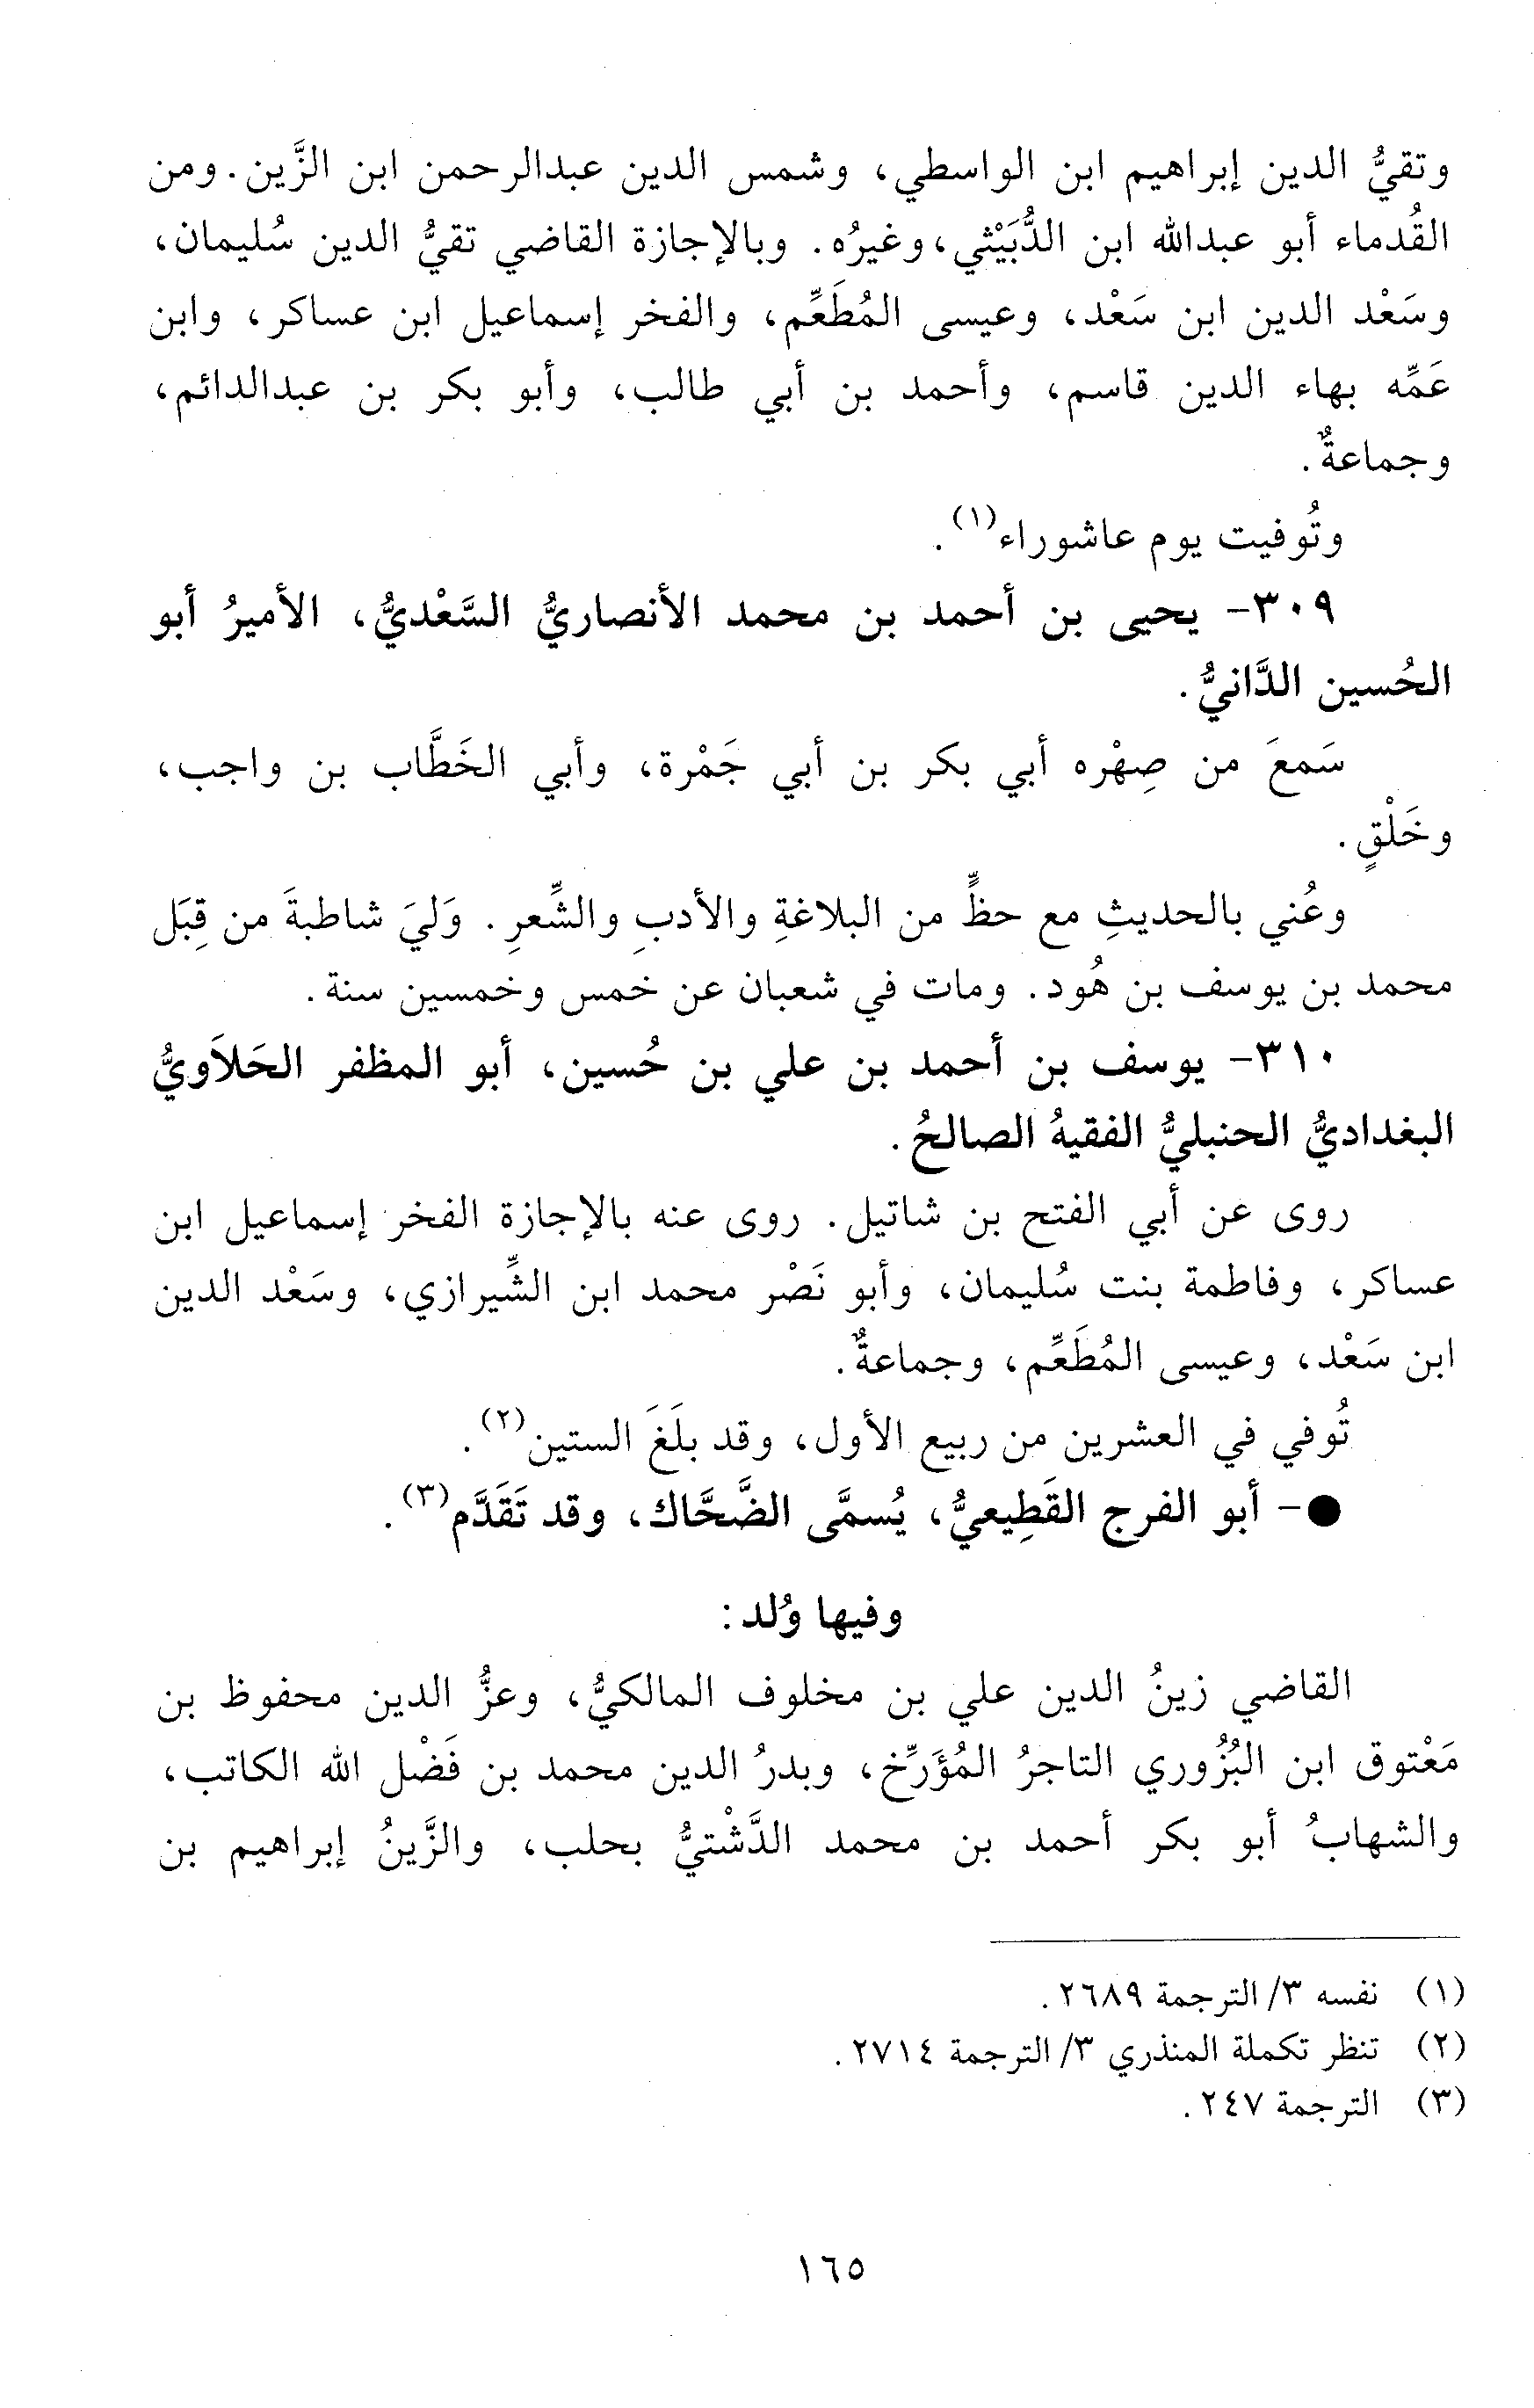 وتقيُّ الدين إبراهيم ابن الواسطي، وشمس الدين عبدالرحمن ابن الزَّين. ومن
القُدماء أبو عبدالله ابن الدُّبَيْثي، وغيرُه. وبالإجازة القاضي تقيُّ الدين سُليمان،
وسَعْد الدين ابن سَعْد، وعيسى المُطَعِّم، والفخر إسماعيل ابن عساكر، وابن
عَمِّه بهاء الدين قاسم، وأحمد بن أبي طالب، وأبو بكر بن عبدالدائم،
وجماعةٌ.
وتُوفيت يوم عاشوراء(١).
٣٠٩- يحيى بن أحمد بن محمد الأنصاريُّ السَّعْديُّ، الأميرُ أبو
الحُسين الدَّانيُّ.
سَمعَ من صِهْره أبي بكر بن أبي جَمْرة، وأبي الخَطَّاب بن واجب،
وخَلْقٍ.
وعُني بالحديثِ مع حظٍّ من البلاغةِ والأدبِ والشِّعرِ. وَليَ شاطبةَ من قِبَل
محمد بن يوسف بن هُود. ومات في شعبان عن خمس وخمسين سنة.
٣١٠- يوسف بن أحمد بن علي بن حُسين، أبو المظفر الحَلاَويُّ
البغداديُّ الحنبليُّ الفقيهُ الصالحُ.
روى عن أبي الفتح بن شاتيل. روى عنه بالإجازة الفخر إسماعيل ابن
عساكر، وفاطمة بنت سُليمان، وأبو نَصْر محمد ابن الشِّيرازي، وسَعْد الدين
ابن سَعْد، وعيسى المُطَعِّم، وجماعةٌ.
تُوفي في العشرين من ربيع الأول، وقد بلَغَ الستين(٢).
●- أبو الفرج القَطِيعيُّ، يُسمَّى الضَّحَّاك، وقد تَقَدَّم(٣).
وفيها وُلد:
القاضي زينُ الدين علي بن مخلوف المالكيُّ، وعزُّ الدين محفوظ بن
مَعْتوق ابن البُزُوري التاجرُ المُؤَرِّخ، وبدرُ الدين محمد بن فَضْل الله الكاتب،
والشهابُ أبو بكر أحمد بن محمد الدَّشْتيُّ بحلب، والزَّينُ إبراهيم بن
(١) نفسه ٣/ الترجمة ٢٦٨٩.
(٢) تنظر تكملة المنذري ٣/ الترجمة ٢٧١٤.
(٣) الترجمة ٢٤٧.
١٦٥